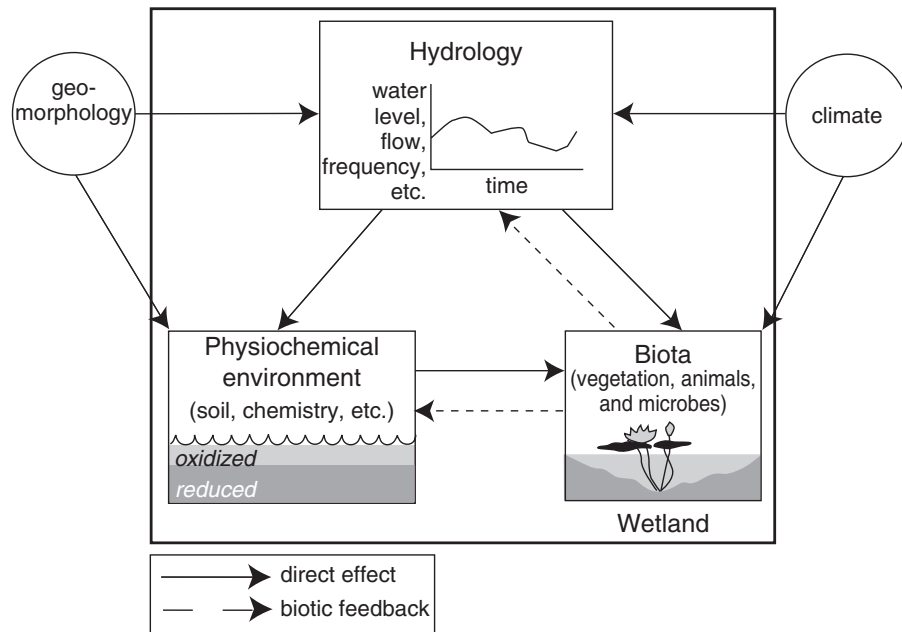 Hydrology
water
level,
flow,
frequency,
etc.
time
geo-
morphology
climate
Physiochemical
environment
(soil, chemistry, etc.)
oxidized
reduced
Biota
(vegetation, animals,
and microbes)
Wetland
direct effect
biotic feedback